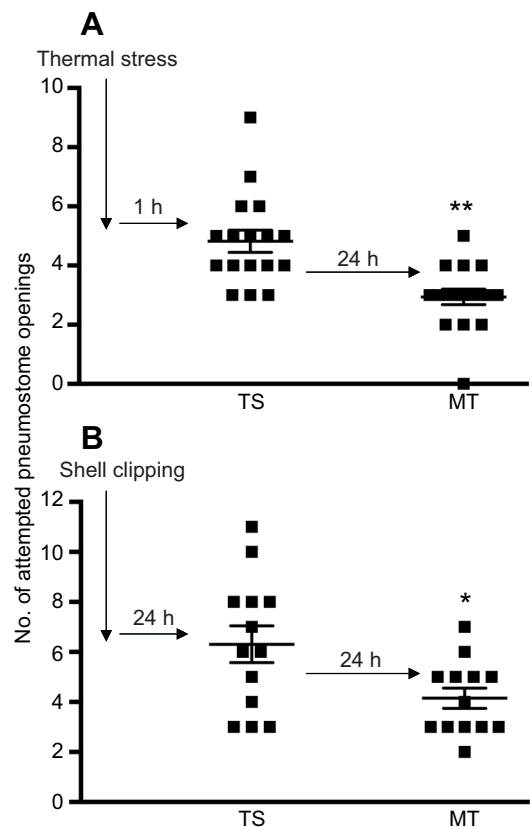 A
Thermal stress
10
8
6
4
2
0
1 h
24 h
**
TS
MT
No. of attempted pneumostome openings
B
Shell clipping
12
10
8
6
4
2
0
24 h
24 h
*
TS
MT